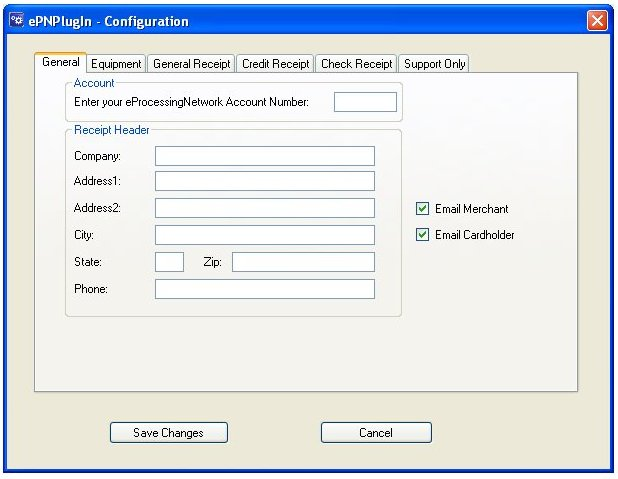 ePNPlugIn - Configuration
General Equipment General Receipt Credit Receipt Check Receipt Support Only
Account
Enter your eProcessingNetwork Account Number:
Receipt Header
Company:
Address1:
Address2:
Email Merchant
City:
Email Cardholder
State: Zip:
Phone:
Save Changes Cancel